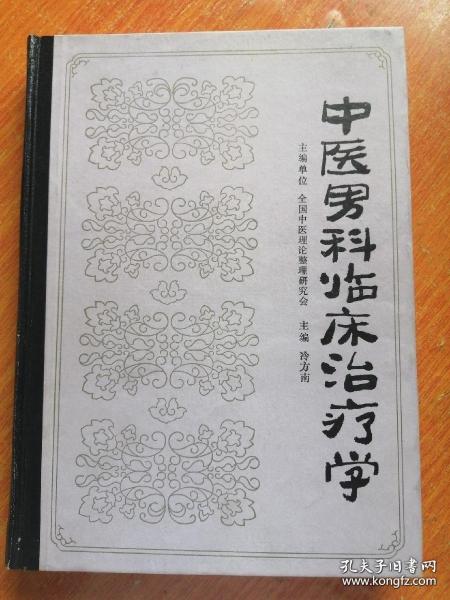 中医男科临床治疗学
主编单位 全国中医理论整理研究会 主编 冷方南
孔夫子旧书网
www.kongfz.com